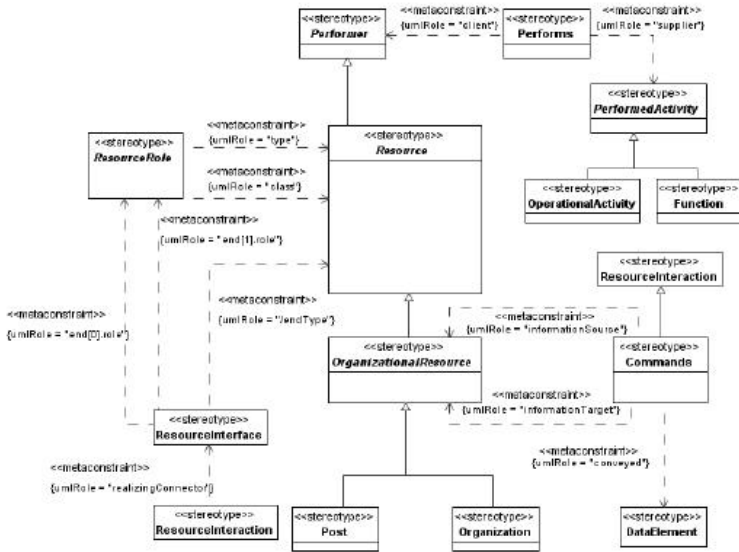 <<stereotype>>
Performer
<<metaconstraint>>
{umlRole = "client"}
<<stereotype>>
Performs
<<metaconstraint>>
{umlRole = "supplier"}
<<stereotype>>
PerformedActivity
<<stereotype>>
OperationalActivity
<<stereotype>>
Function
<<stereotype>>
ResourceRole
<<metaconstraint>>
{umlRole = "type"}
<<metaconstraint>>
{umlRole = "class"}
<<stereotype>>
Resource
<<metaconstraint>>
{umlRole = "end[1].role"}
<<metaconstraint>>
{umlRole = "/endType"}
<<metaconstraint>>
{umlRole = "end[0].role"}
<<stereotype>>
ResourceInteraction
<<metaconstraint>>
{umlRole = "informationSourse"}
<<stereotype>>
OrganizationalResource
<<stereotype>>
Commands
<<metaconstraint>>
{umlRole = "informationTarget"}
<<stereotype>>
ResourceInterface
<<metaconstraint>>
{umlRole = "realizingConnector"}
<<metaconstraint>>
{umlRole = "conveyed"}
<<stereotype>>
ResourceInteraction
<<stereotype>>
Post
<<stereotype>>
Organization
<<stereotype>>
DataElement